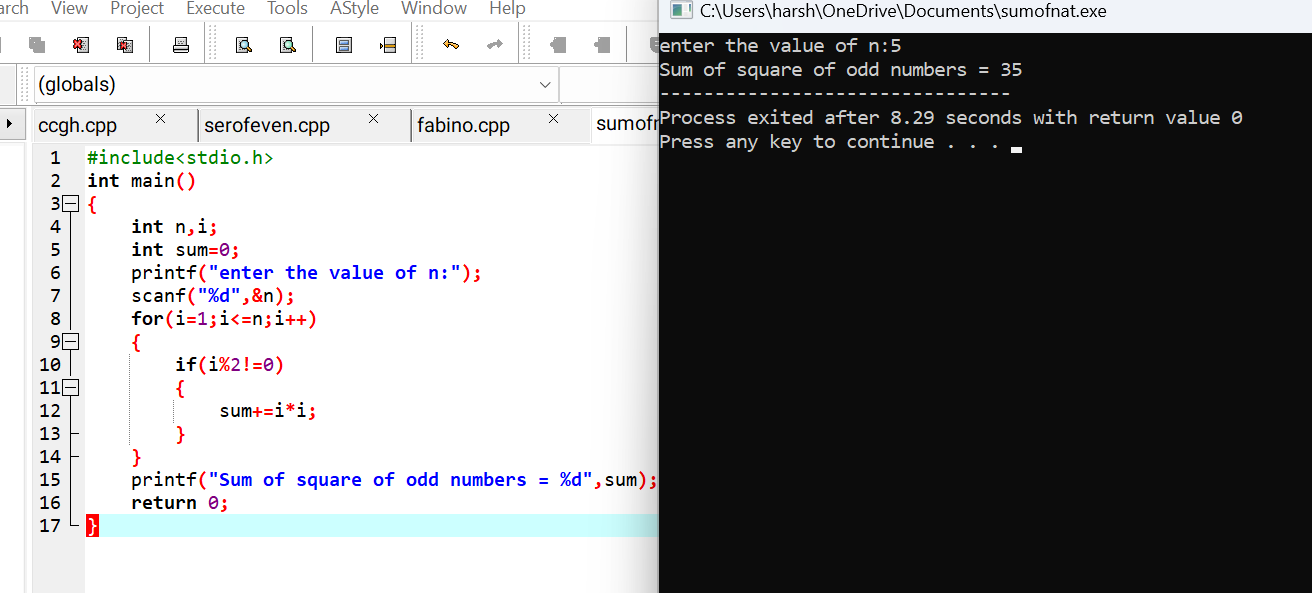 arch View Project Execute Tools AStyle Window Help
(globals)
ccgh.cpp serofeven.cpp fabino.cpp sumofn
1 #include<stdio.h>
2 int main()
3 {
4 int n,i;
5 int sum=0;
6 printf("enter the value of n:");
7 scanf("%d",&n);
8 for(i=1;i<=n;i++)
9 {
10 if(i%2!=0)
11 {
12 sum+=i*i;
13 }
14 }
15 printf("Sum of square of odd numbers = %d",sum);
16 return 0;
17 }
C:\Users\harsh\OneDrive\Documents\sumofnat.exe
enter the value of n:5
Sum of square of odd numbers = 35
--------------------------------
Process exited after 8.29 seconds with return value 0
Press any key to continue . . .